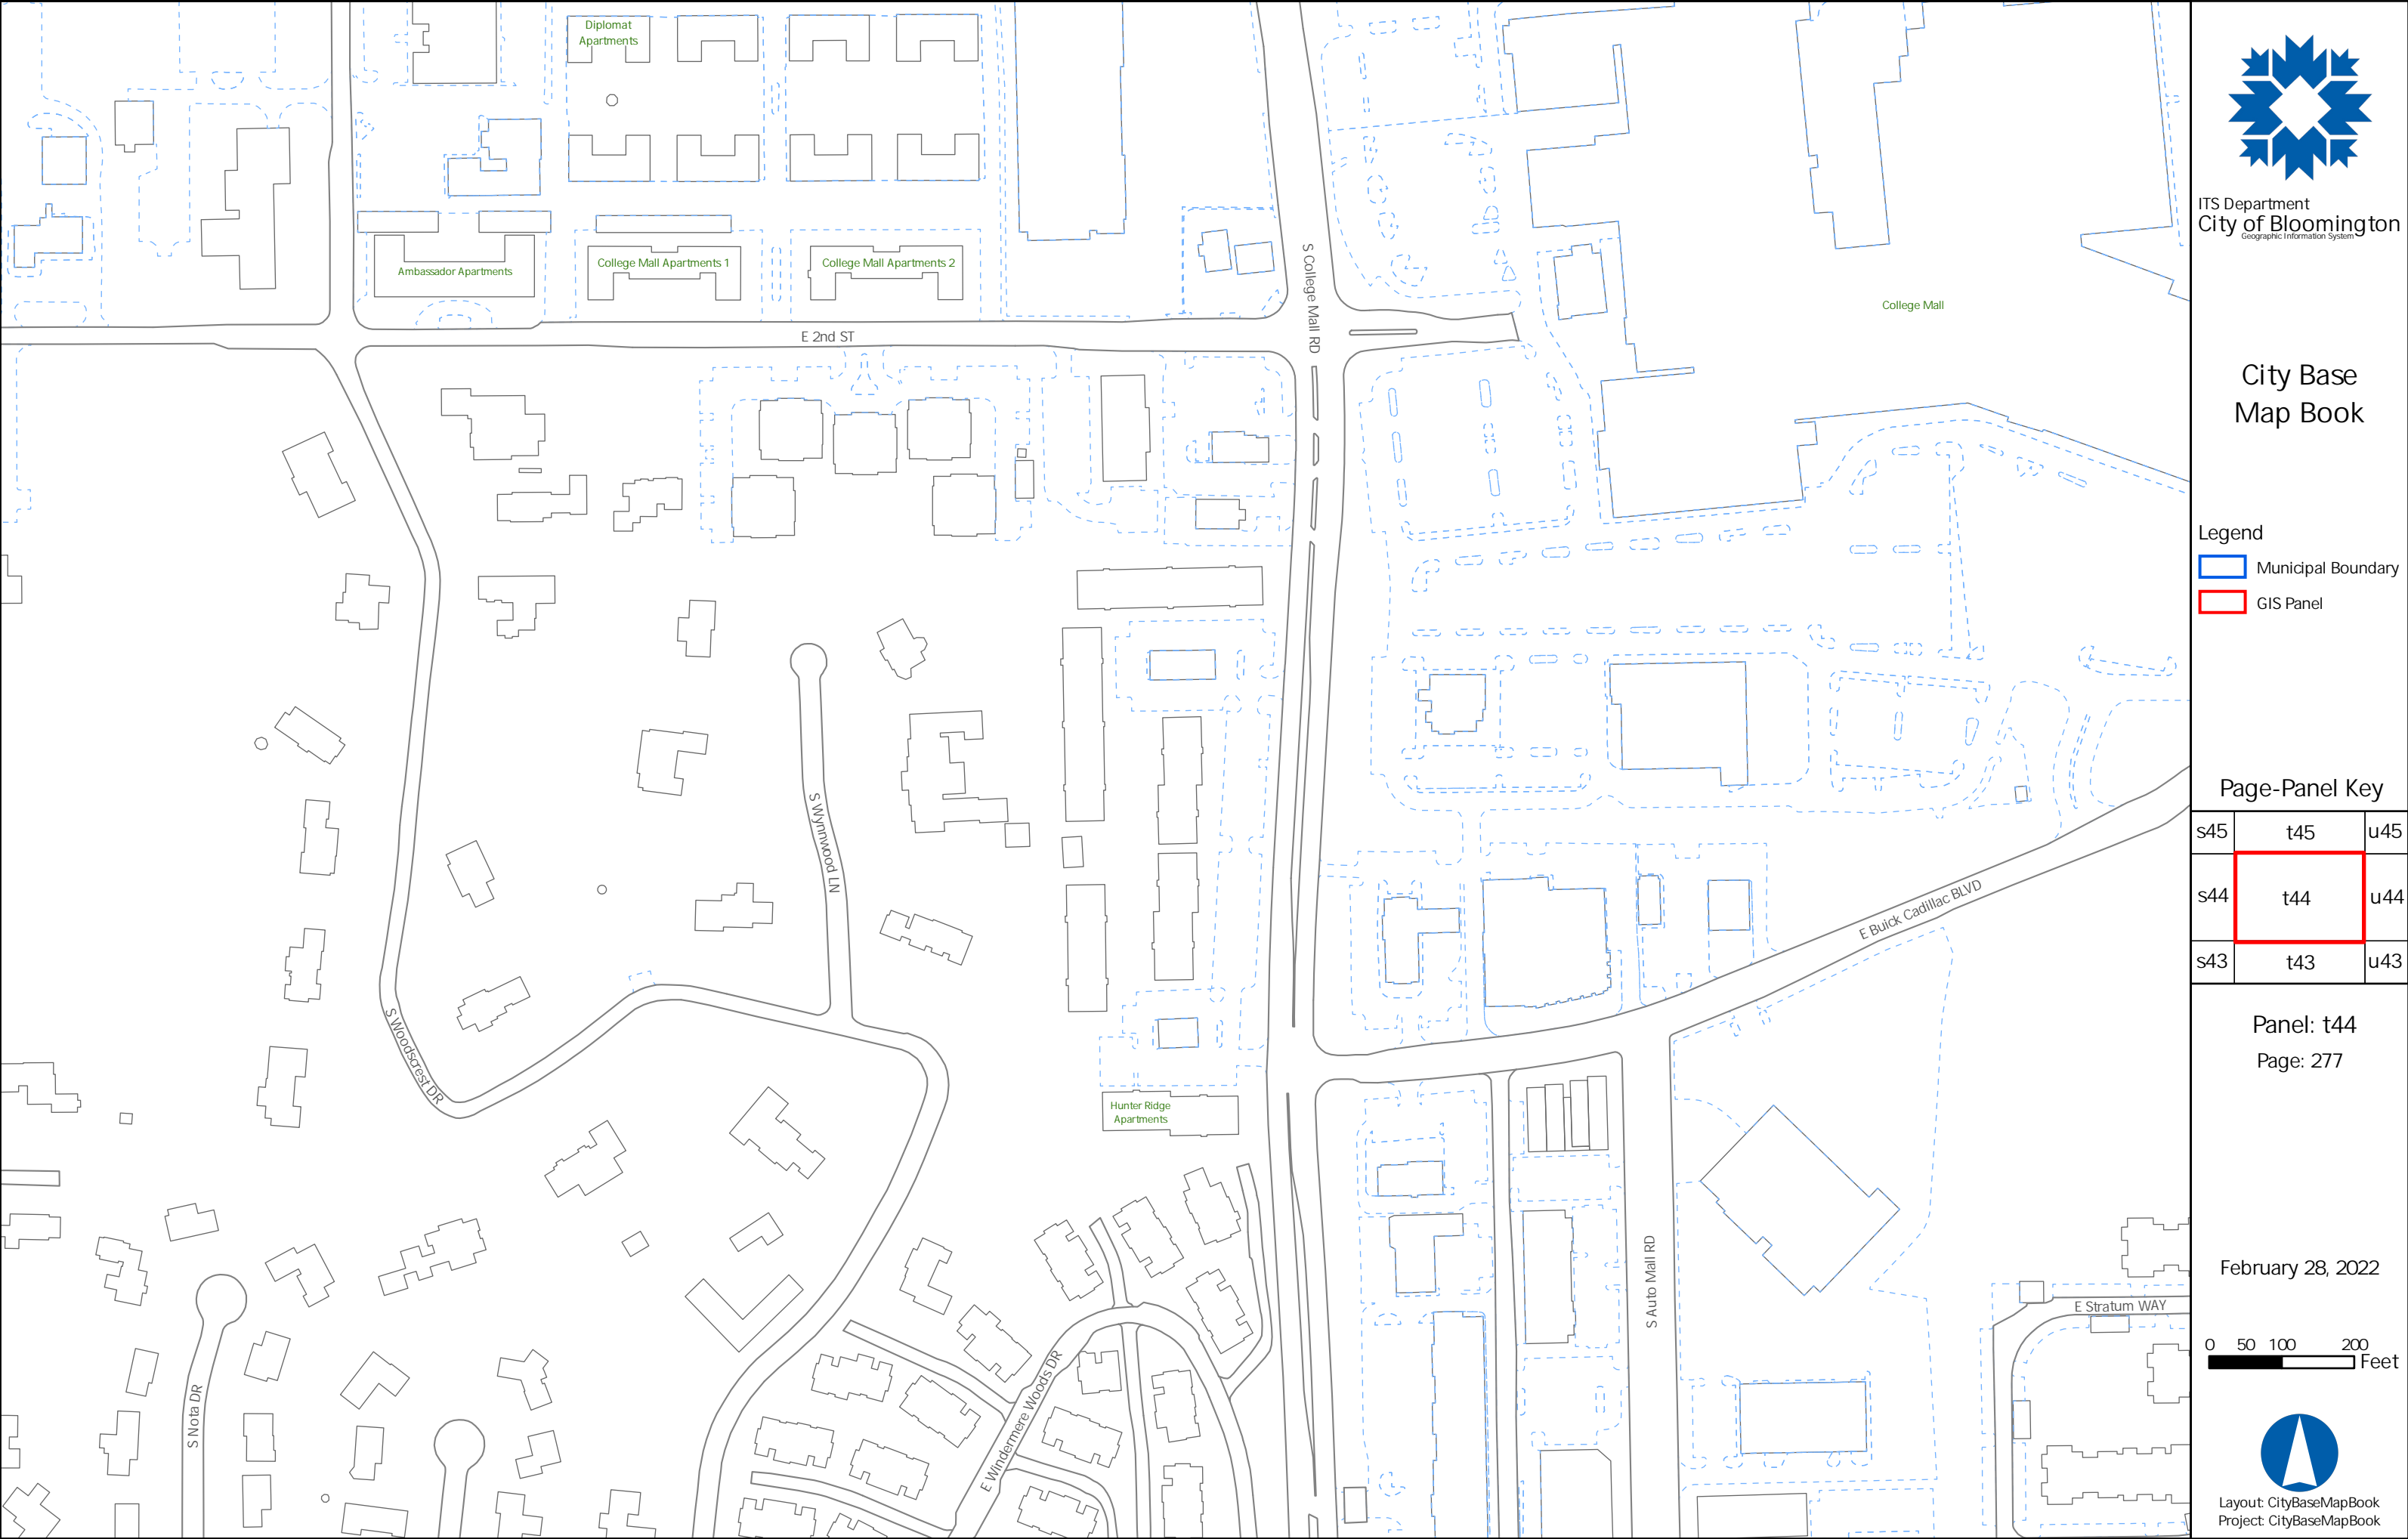 Diplomat
Apartments
Ambassador Apartments
College Mall Apartments 1
College Mall Apartments 2
E 2nd ST
S College Mall RD
College Mall
S Wynnwood LN
S Woodscrest DR
E Buick Cadillac BLVD
Hunter Ridge
Apartments
S Auto Mall RD
E Stratum WAY
E Windermere Woods DR
S Nota DR
ITS Department
City of Bloomington
Geographic Information System
City Base
Map Book
Legend
Municipal Boundary
GIS Panel
Page-Panel Key
s45 t45 u45
s44 t44 u44
s43 t43 u43
Panel: t44
Page: 277
February 28, 2022
0 50 100 200
Feet
Layout: CityBaseMapBook
Project: CityBaseMapBook